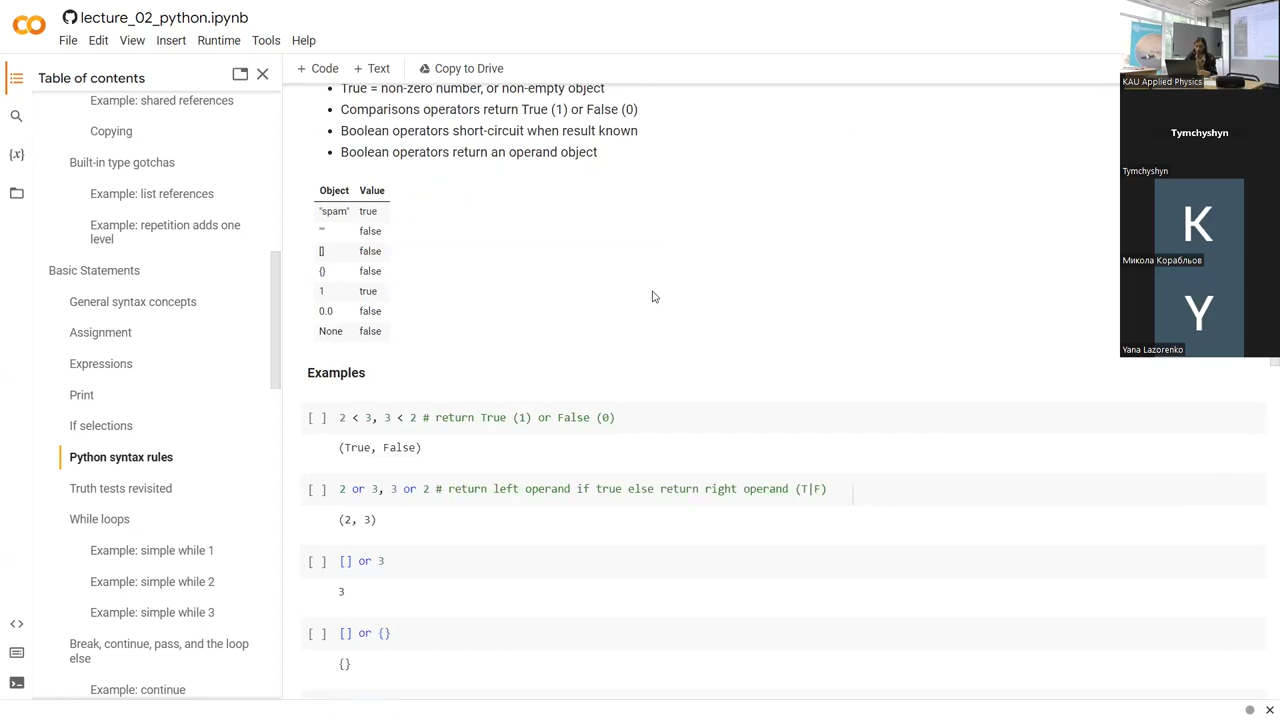 lecture_02_python.ipynb
File Edit View Insert Runtime Tools Help
Table of contents
+ Code + Text Copy to Drive
Example: shared references
Copying
Built-in type gotchas
Example: list references
Example: repetition adds one
level
Basic Statements
General syntax concepts
Assignment
Expressions
Print
If selections
Python syntax rules
Truth tests revisited
While loops
Example: simple while 1
Example: simple while 2
Example: simple while 3
Break, continue, pass, and the loop
else
Example: continue
• True = non-zero number, or non-empty object
• Comparisons operators return True (1) or False (0)
• Boolean operators short-circuit when result known
• Boolean operators return an operand object
Object Value
"spam" true
"" false
[] false
{} false
1 true
0.0 false
None false
Examples
[ ] 2 < 3, 3 < 2 # return True (1) or False (0)
(True, False)
[ ] 2 or 3, 3 or 2 # return left operand if true else return right operand (T|F)
(2, 3)
[ ] [] or 3
3
[ ] [] or {}
{}
KAU Applied Physics
Tymchyshyn
Tymchyshyn
K
Микола Корабльов
Y
Yana Lazorenko